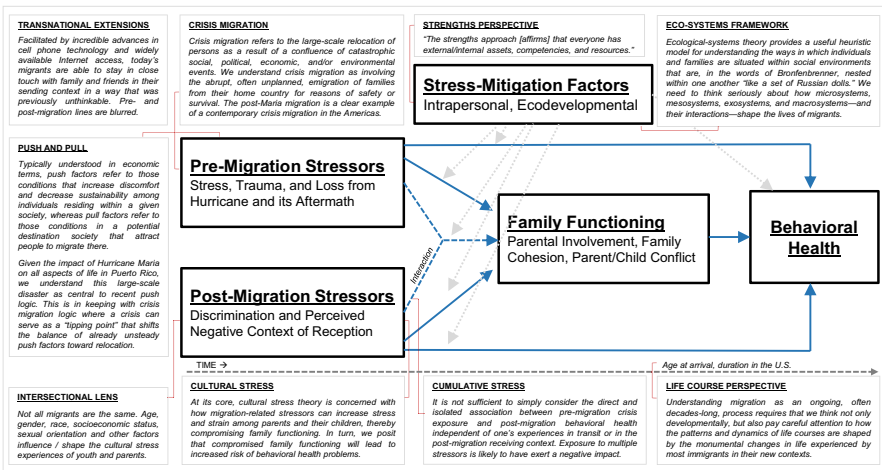 TRANSNATIONAL EXTENSIONS
Facilitated by incredible advances in
cell phone technology and widely
available Internet access, today's
migrants are able to stay in close
touch with family and friends in their
sending context in a way that was
previously unthinkable. Pre- and
post-migration lines are blurred.
CRISIS MIGRATION
Crisis migration refers to the large-scale relocation of
persons as a result of a confluence of catastrophic
social, political, economic, and/or environmental
events. We understand crisis migration as involving
the abrupt, often unplanned, emigration of families
from their home country for reasons of safety or
survival. The post-Maria migration is a clear example
of a contemporary crisis migration in the Americas.
STRENGTHS PERSPECTIVE
"The strengths approach [affirms] that everyone has
external/internal assets, competencies, and resources."
ECO-SYSTEMS FRAMEWORK
Ecological-systems theory provides a useful heuristic
model for understanding the ways in which individuals
and families are situated within social environments
that are, in the words of Bronfenbrenner, nested
within one another "like a set of Russian dolls." We
need to think seriously about how microsystems,
mesosystems, exosystems, and macrosystems—and
their interactions—shape the lives of migrants.
Stress-Mitigation Factors
Intrapersonal, Ecodevelopmental
PUSH AND PULL
Typically understood in economic
terms, push factors refer to those
conditions that increase discomfort
and decrease sustainability among
individuals residing within a given
society, whereas pull factors refer to
those conditions in a potential
destination society that attract
people to migrate there.
Given the impact of Hurricane Maria
on all aspects of life in Puerto Rico,
we understand this large-scale
disaster as central to recent push
logic. This is in keeping with crisis
migration logic where a crisis can
serve as a "tipping point" that shifts
the balance of already unsteady
push factors toward relocation.
Pre-Migration Stressors
Stress, Trauma, and Loss from
Hurricane and its Aftermath
Family Functioning
Parental Involvement, Family
Cohesion, Parent/Child Conflict
Behavioral
Health
Interaction
Post-Migration Stressors
Discrimination and Perceived
Negative Context of Reception
TIME →
Age at arrival, duration in the U.S.
INTERSECTIONAL LENS
Not all migrants are the same. Age,
gender, race, socioeconomic status,
sexual orientation and other factors
influence / shape the cultural stress
experiences of youth and parents.
CULTURAL STRESS
At its core, cultural stress theory is concerned with
how migration-related stressors can increase stress
and strain among parents and their children, thereby
compromising family functioning. In turn, we posit
that compromised family functioning will lead to
increased risk of behavioral health problems.
CUMULATIVE STRESS
It is not sufficient to simply consider the direct and
isolated association between pre-migration crisis
exposure and post-migration behavioral health
independent of one's experiences in transit or in the
post-migration receiving context. Exposure to multiple
stressors is likely to have exert a negative impact.
LIFE COURSE PERSPECTIVE
Understanding migration as an ongoing, often
decades-long, process requires that we think not only
developmentally, but also pay careful attention to how
the patterns and dynamics of life courses are shaped
by the monumental changes in life experienced by
most immigrants in their new contexts.